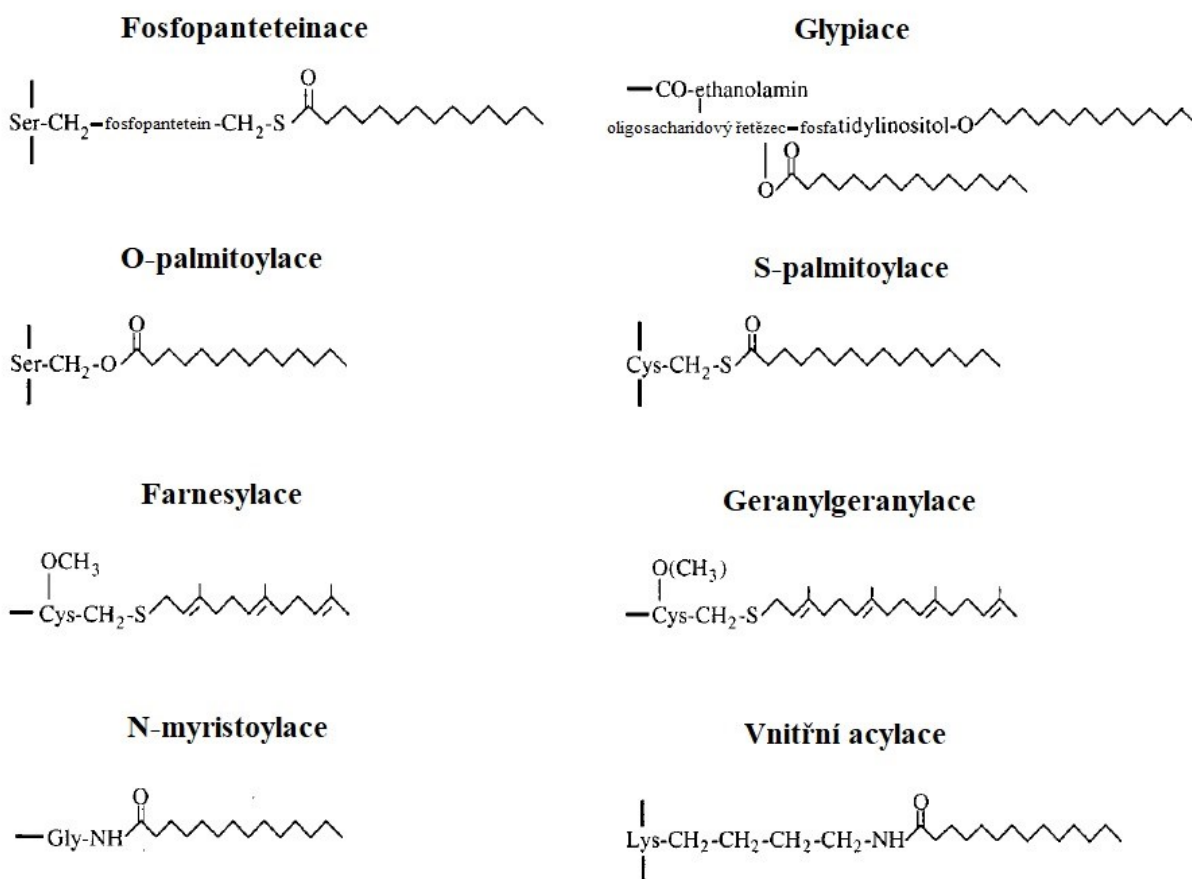 Fosfopanteteinace
O
Ser-CH2-fosfopantetein-CH2-S
Glypiace
CO-ethanolamin
oligosacharidový řetězec-fosfatidylinositol-O
O
O
O-palmitoylace
O
Ser-CH2-O
S-palmitoylace
O
Cys-CH2-S
Farnesylace
OCH3
Cys-CH2-S
Geranylgeranylace
O(CH3)
Cys-CH2-S
N-myristoylace
O
Gly-NH
Vnitřní acylace
O
Lys-CH2-CH2-CH2-CH2-NH